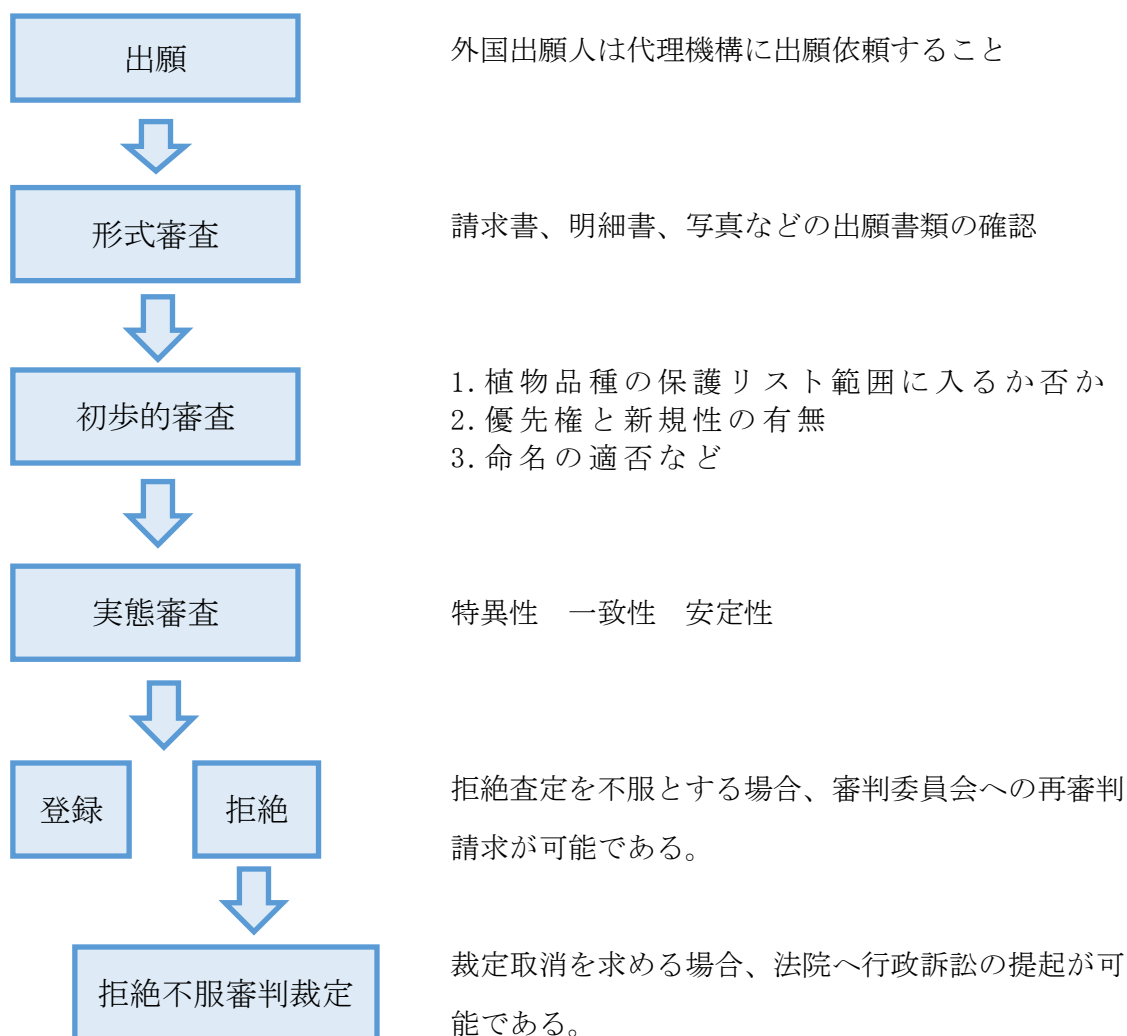 出願
外国出願人は代理機構に出願依頼すること
形式審査
請求書、明細書、写真などの出願書類の確認
初歩的審査
1.植物品種の保護リスト範囲に入るか否か
2.優先権と新規性の有無
3.命名の適否など
実態審査
特異性　一致性　安定性
登録
拒絶
拒絶査定を不服とする場合、審判委員会への再審判
請求が可能である。
拒絶不服審判裁定
裁定取消を求める場合、法院へ行政訴訟の提起が可
能である。